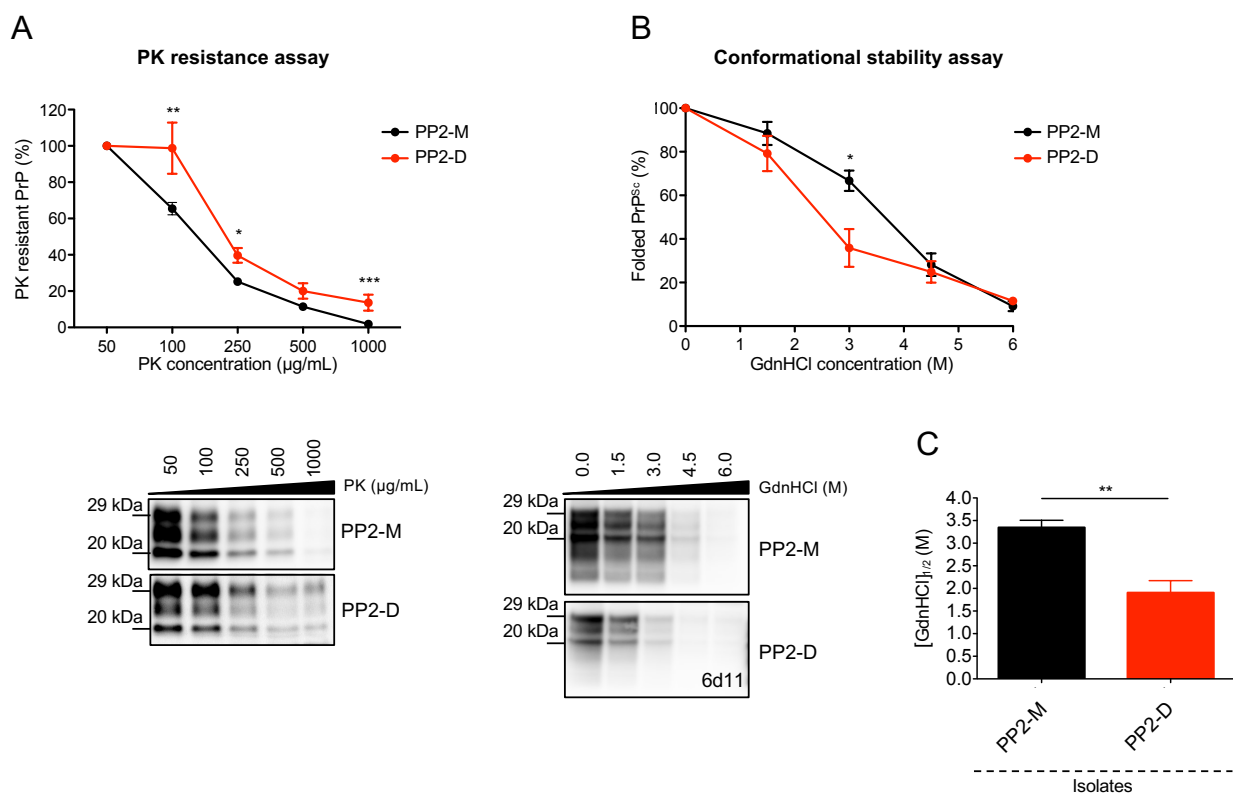 A
PK resistance assay
PK resistant PrP (%)
120
100
80
60
40
20
0
**
*
***
50
100
250
500
1000
PK concentration (µg/mL)
PP2-M
PP2-D
B
Conformational stability assay
Folded PrPSc (%)
100
80
60
40
20
0
*
0
1
2
3
4
5
6
GdnHCl concentration (M)
PP2-M
PP2-D
50
100
250
500
1000
PK (µg/mL)
29 kDa
20 kDa
PP2-M
29 kDa
20 kDa
PP2-D
0.0
1.5
3.0
4.5
6.0
GdnHCl (M)
29 kDa
20 kDa
PP2-M
29 kDa
20 kDa
PP2-D
6d11
C
[GdnHCl]1/2 (M)
4.0
3.5
3.0
2.5
2.0
1.5
1.0
0.5
0.0
**
PP2-M
PP2-D
Isolates